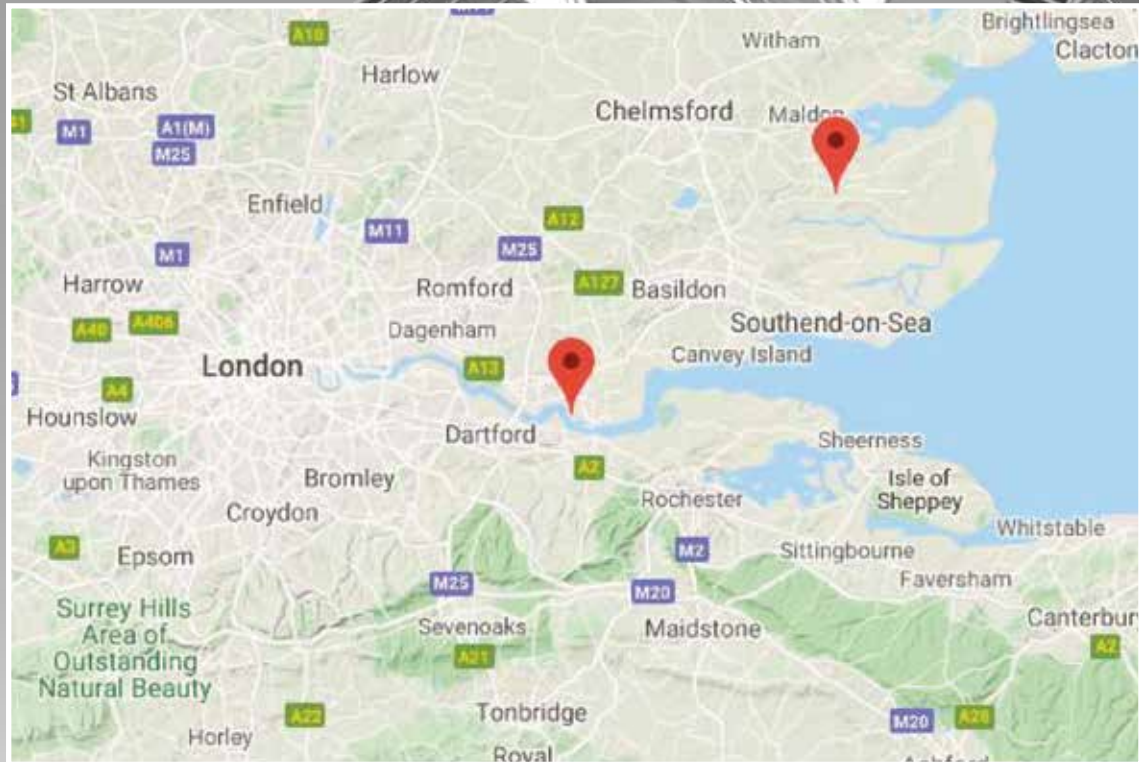 Brightlingsea
A10
Witham
Clacton
Harlow
St Albans
Chelmsford
Maldon
M1
A1(M)
M25
Enfield
A12
M11
M25
M1
Harrow
Romford
A127
Basildon
A40
A406
Dagenham
Southend-on-Sea
London
A13
Canvey Island
A4
Hounslow
Dartford
Sheerness
Kingston
upon Thames
Bromley
A2
Isle of
Sheppey
Rochester
Croydon
Whitstable
A3
Epsom
M2
Sittingbourne
M25
M20
Faversham
Surrey Hills
Area of
Outstanding
Natural Beauty
Sevenoaks
Maidstone
Canterbury
A21
A2
Tonbridge
A22
M20
Horley
Royal
Ashford